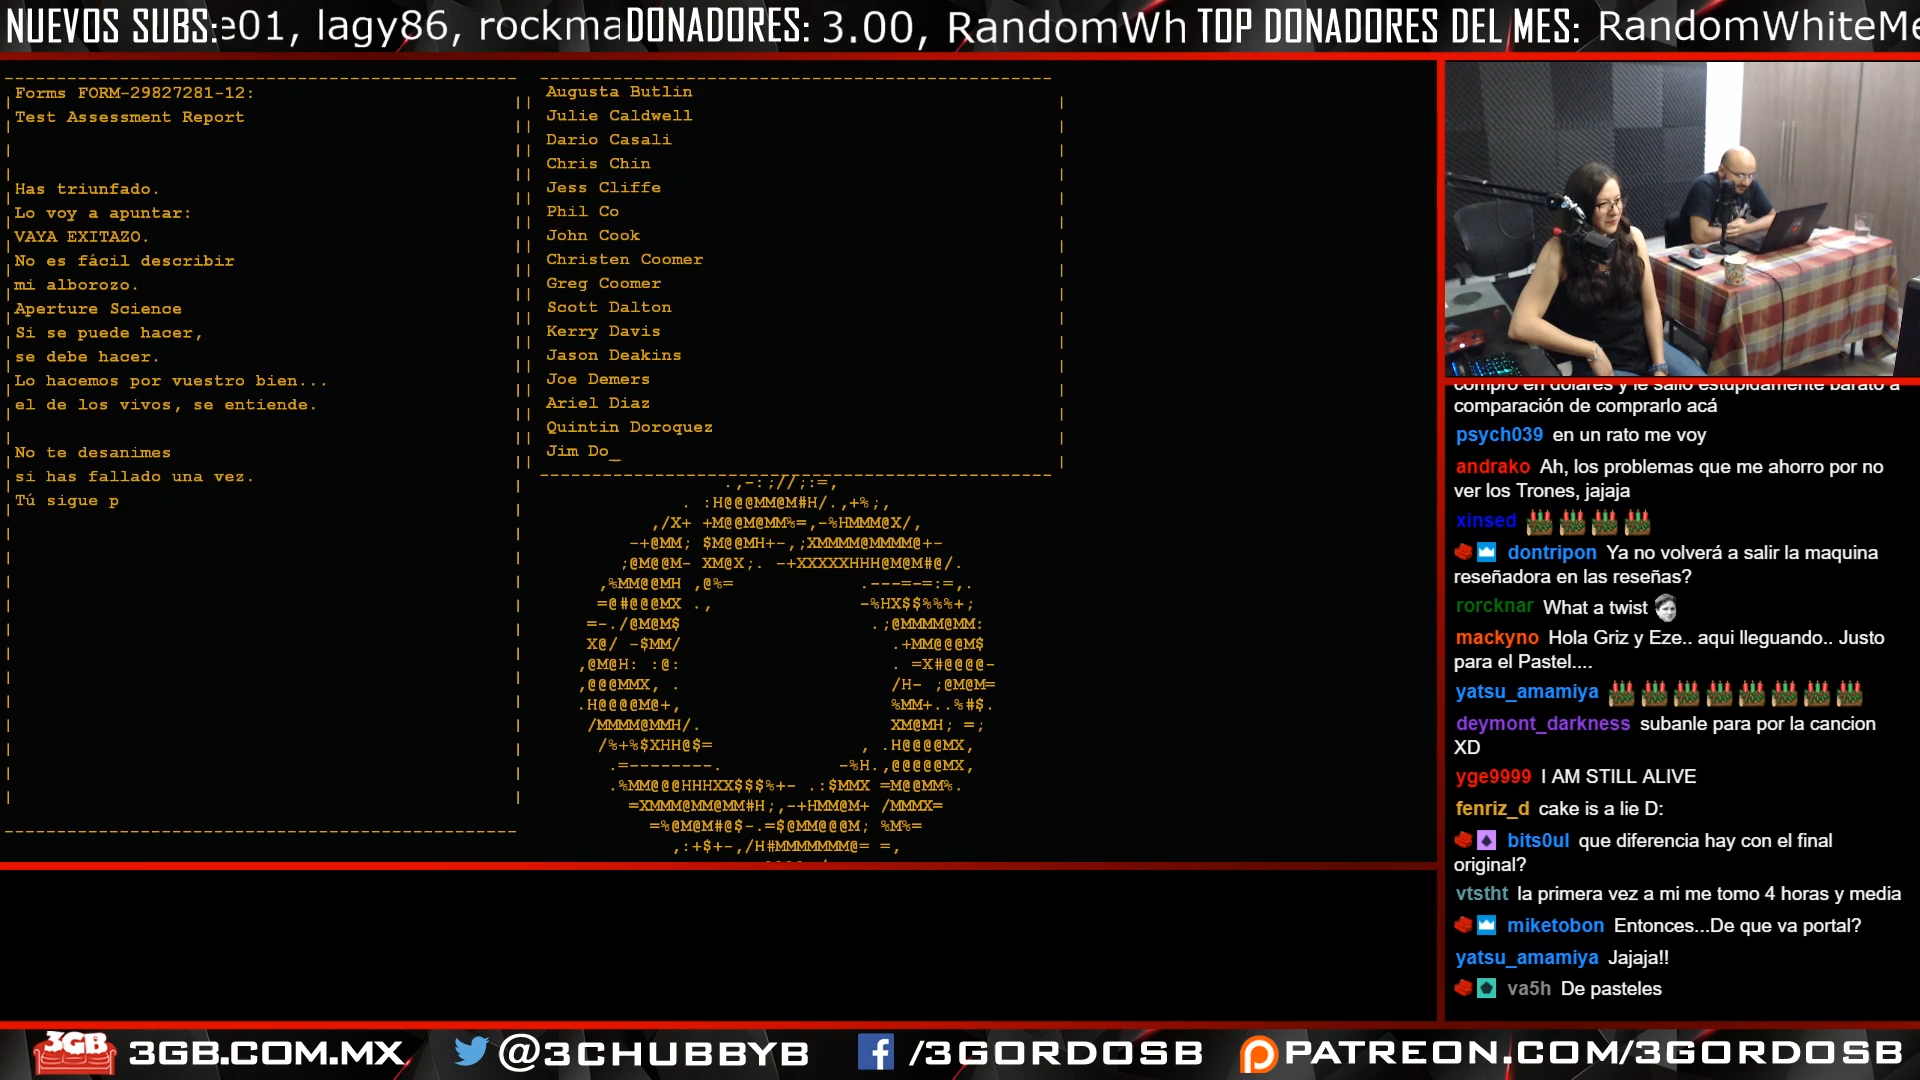 NUEVOS SUBS:
e01, lagy86, rockma
DONADORES:
3.00, RandomWh
TOP DONADORES DEL MES:
RandomWhiteMe
Forms FORM-29827281-12:
Test Assessment Report
Has triunfado.
Lo voy a apuntar:
VAYA EXITAZO.
No es fácil describir
mi alborozo.
Aperture Science
Si se puede hacer,
se debe hacer.
Lo hacemos por vuestro bien...
el de los vivos, se entiende.
No te desanimes
si has fallado una vez.
Tú sigue p
Augusta Butlin
Julie Caldwell
Dario Casali
Chris Chin
Jess Cliffe
Phil Co
John Cook
Christen Coomer
Greg Coomer
Scott Dalton
Kerry Davis
Jason Deakins
Joe Demers
Ariel Diaz
Quintin Doroquez
Jim Do_
compro en dolares y le salio estupidamente barato a
comparación de comprarlo acá
psych039 en un rato me voy
andrako Ah, los problemas que me ahorro por no
ver los Trones, jajaja
xinsed
dontripon Ya no volverá a salir la maquina
reseñadora en las reseñas?
rorcknar What a twist
mackyno Hola Griz y Eze.. aqui lleguando.. Justo
para el Pastel....
yatsu_amamiya
deymont_darkness subanle para por la cancion
XD
yge9999 I AM STILL ALIVE
fenriz_d cake is a lie D:
bits0ul que diferencia hay con el final
original?
vtstht la primera vez a mi me tomo 4 horas y media
miketobon Entonces...De que va portal?
yatsu_amamiya Jajaja!!
va5h De pasteles
3GB
3GB.COM.MX
@3CHUBBYB
/3GORDOSB
PATREON.COM/3GORDOSB